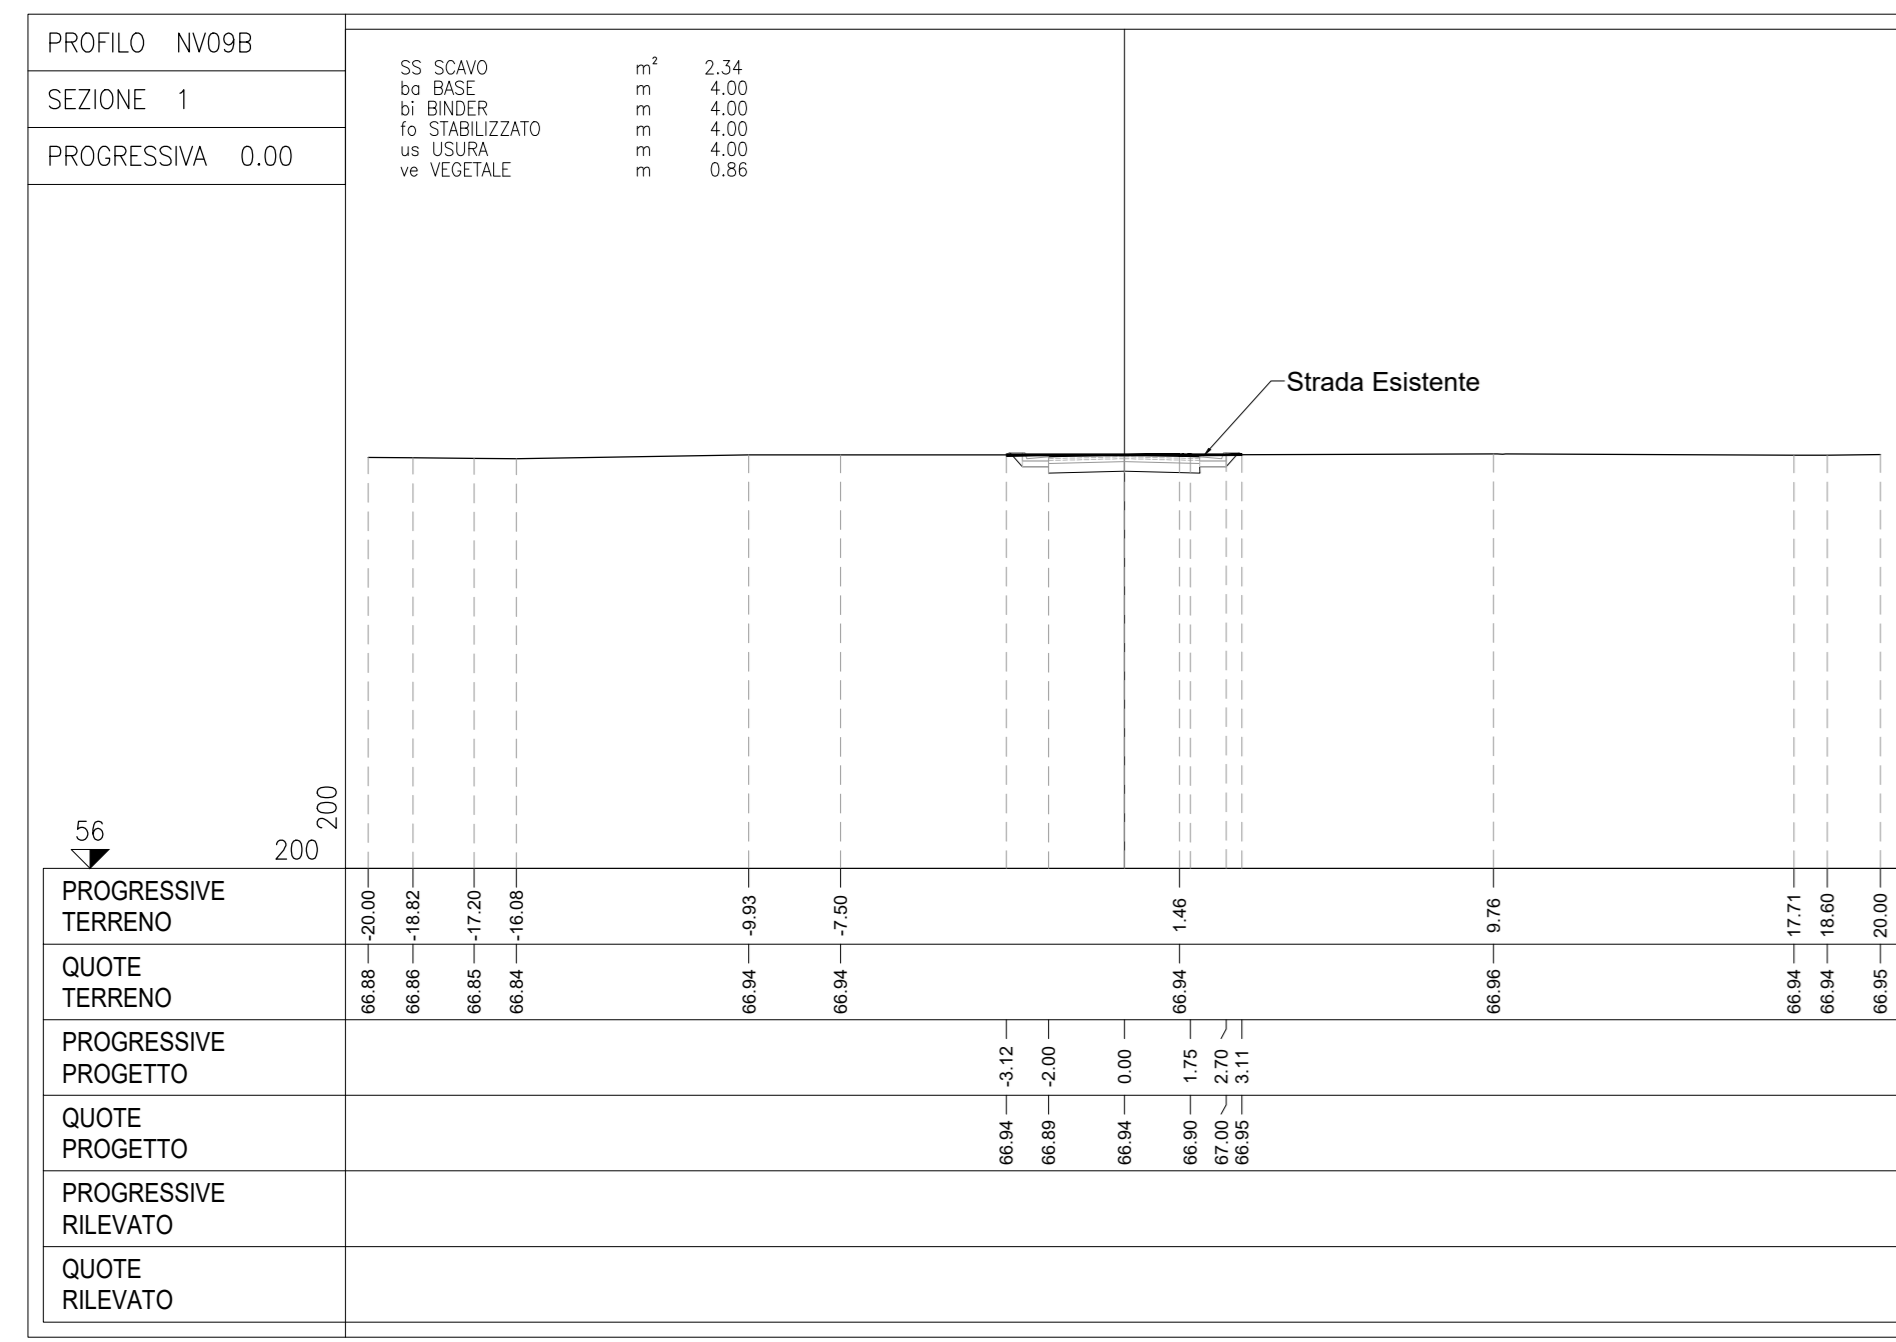 PROFILO NV09B
SEZIONE 1
PROGRESSIVA 0.00
SS SCAVO m² 2.34
ba BASE m 4.00
bi BINDER m 4.00
fo STABILIZZATO m 4.00
us USURA m 4.00
ve VEGETALE m 0.86
Strada Esistente
200
56
200
PROGRESSIVE
TERRENO
-20.00 -18.82 -17.20 -16.08 -9.93 -7.50 1.46 9.76 17.71 18.60 20.00
QUOTE
TERRENO
66.88 66.86 66.85 66.84 66.94 66.94 66.94 66.96 66.94 66.94 66.95
PROGRESSIVE
PROGETTO
-3.12 -2.00 0.00 1.75 2.70 3.11
QUOTE
PROGETTO
66.94 66.89 66.94 66.90 67.00 66.95
PROGRESSIVE
RILEVATO
QUOTE
RILEVATO